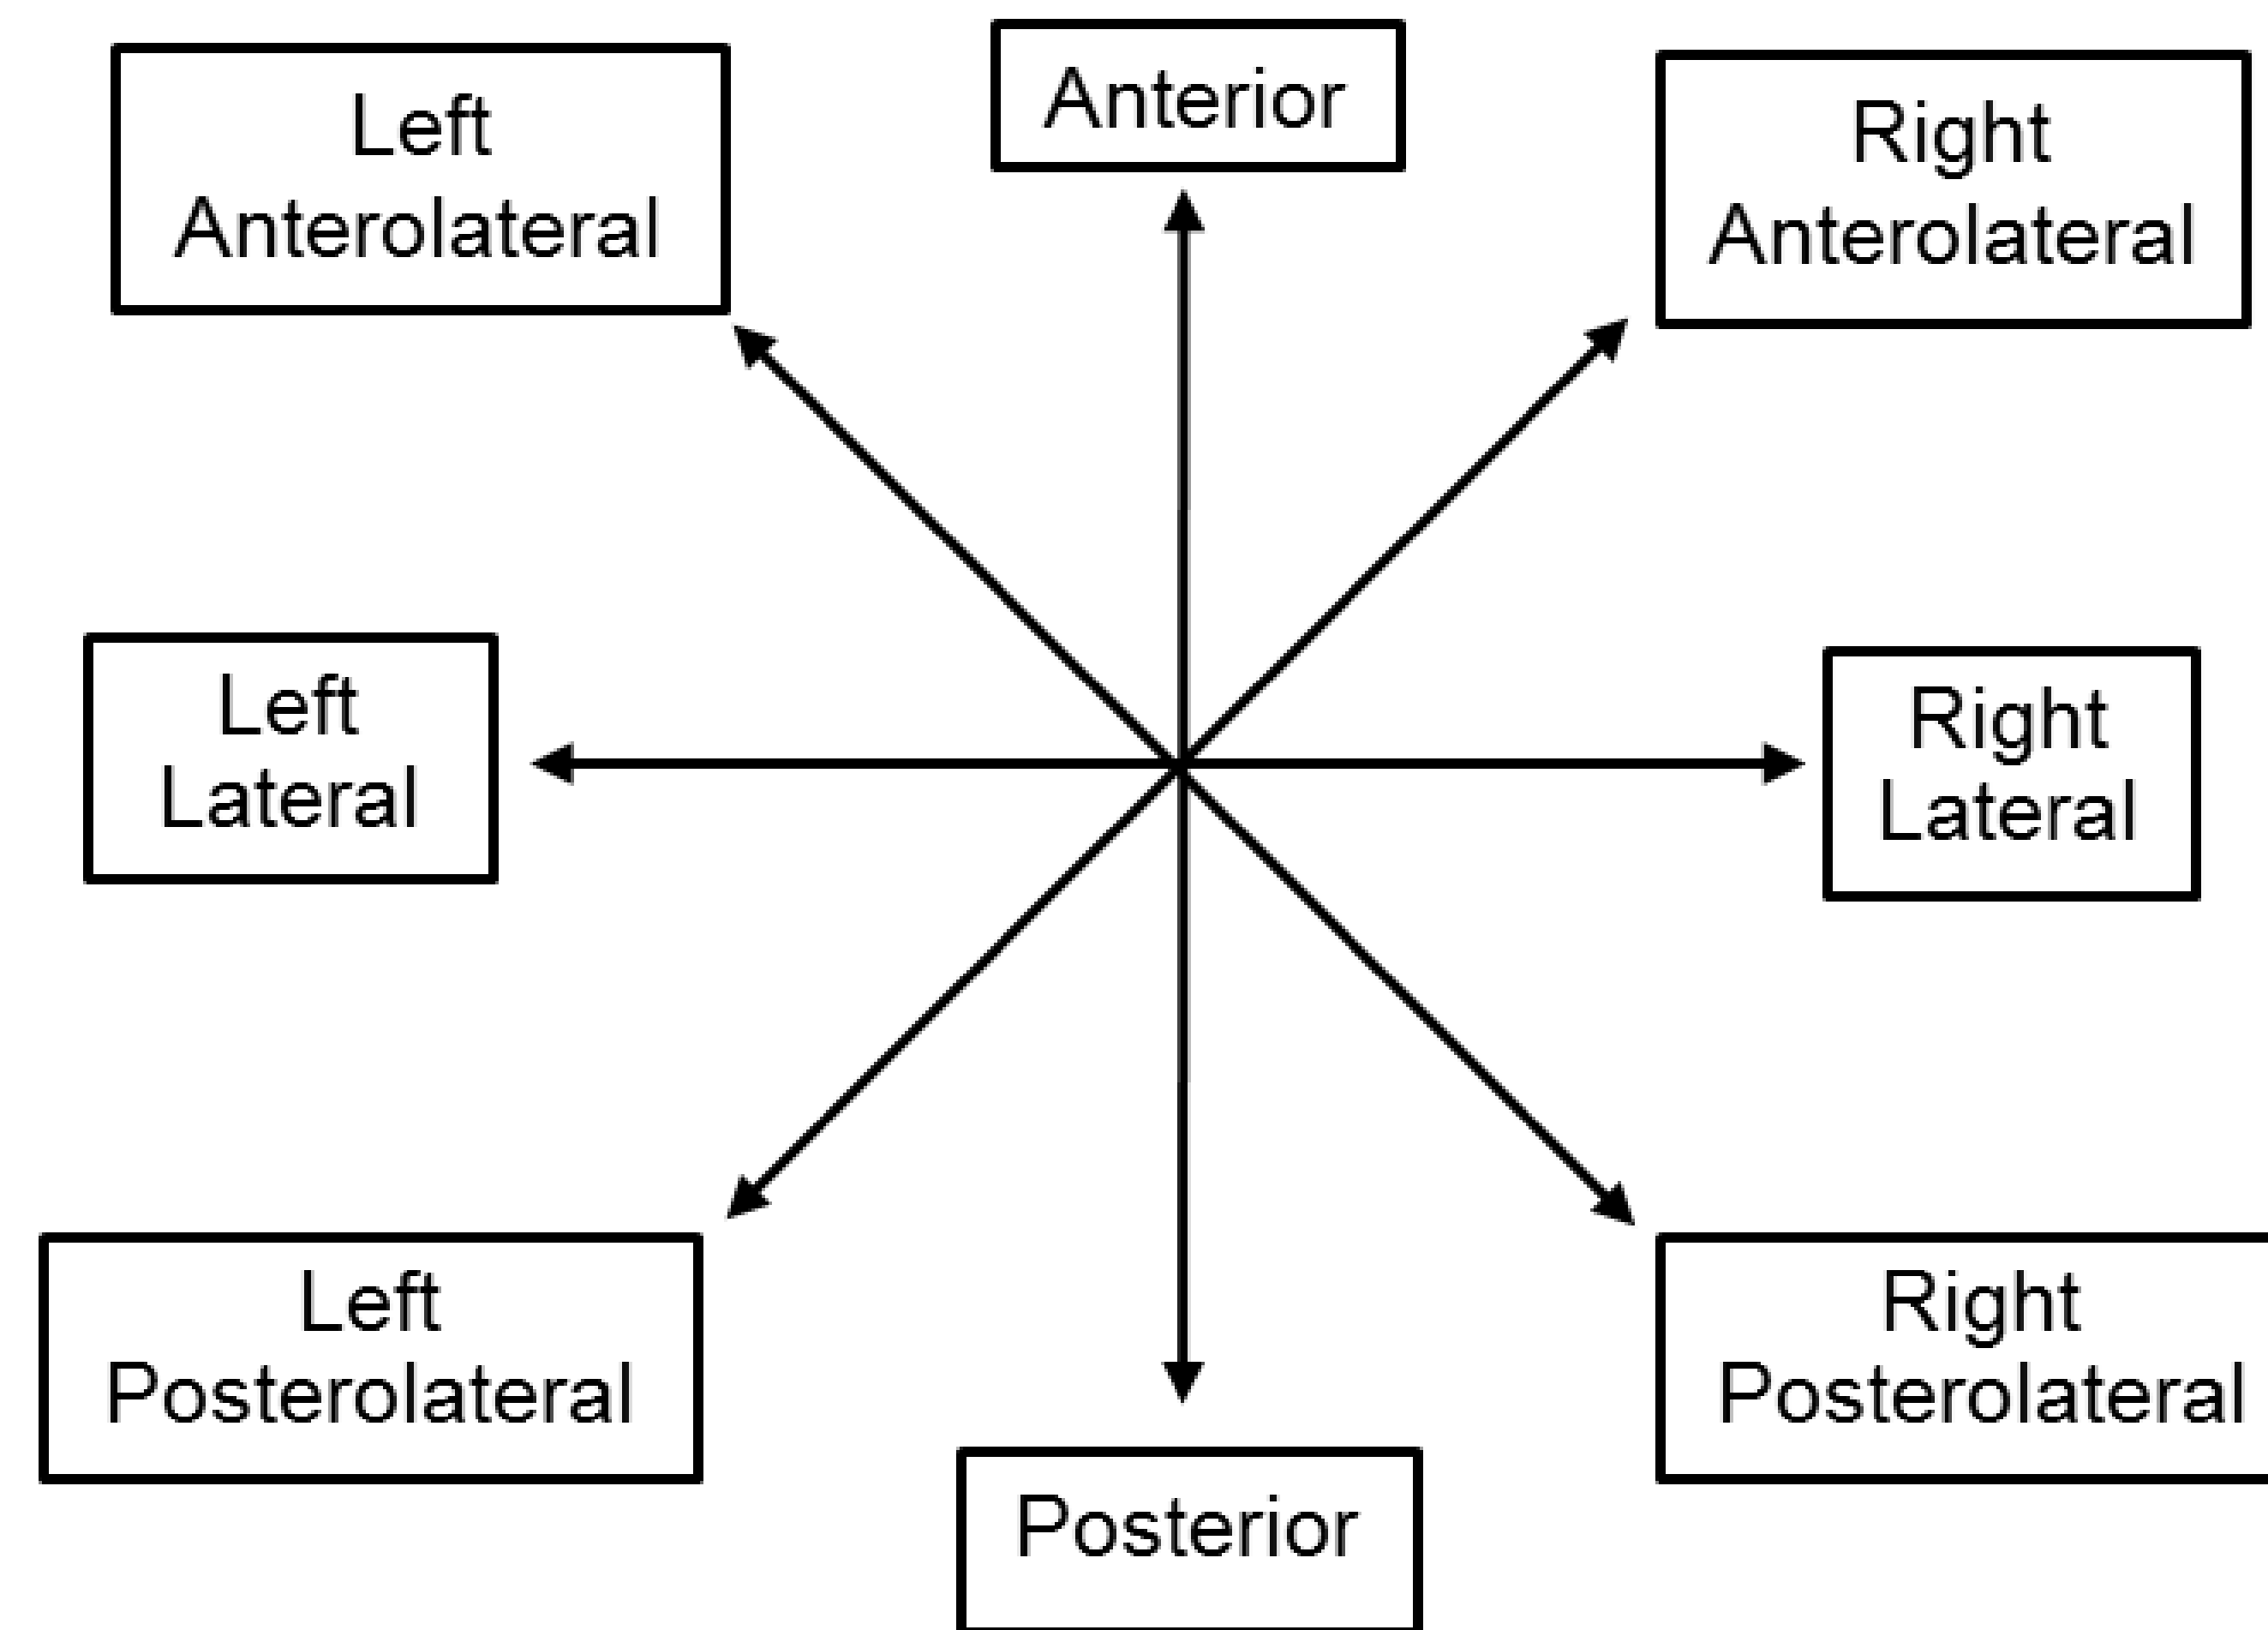 Left
Anterolateral
Anterior
Right
Anterolateral
Left
Lateral
Right
Lateral
Left
Posterolateral
Posterior
Right
Posterolateral